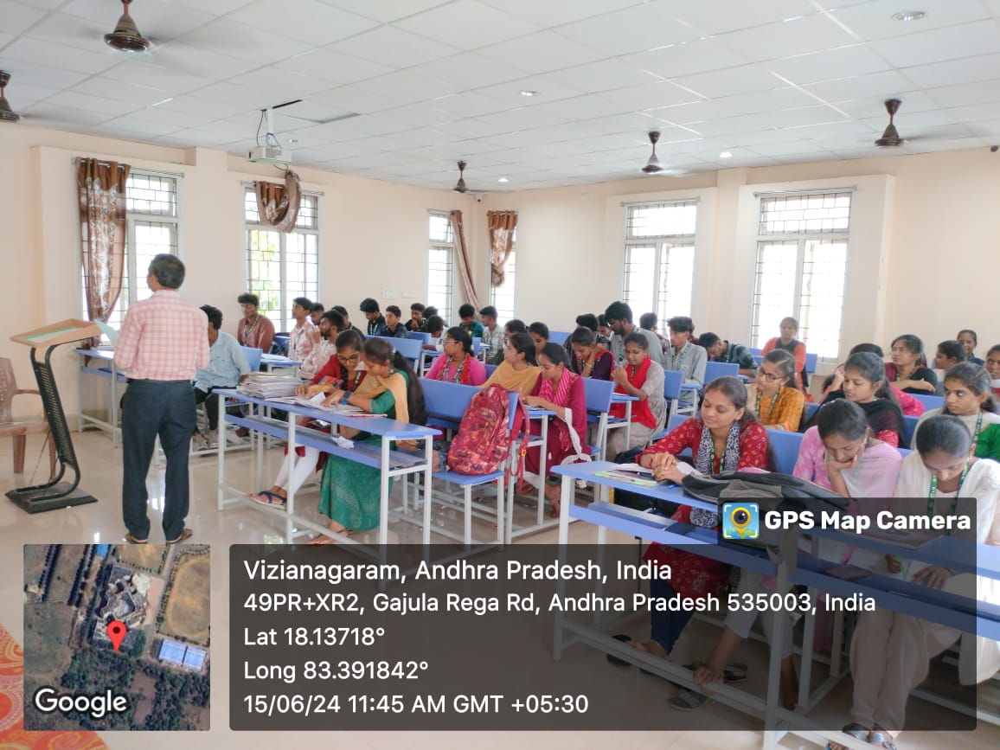 GPS Map Camera
Vizianagaram, Andhra Pradesh, India
49PR+XR2, Gajula Rega Rd, Andhra Pradesh 535003, India
Lat 18.13718°
Long 83.391842°
15/06/24 11:45 AM GMT +05:30
Google